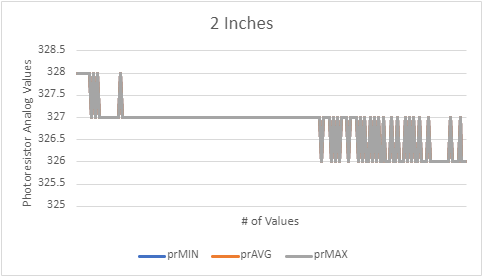 2 Inches
Photoresistor Analog Values
328.5
328
327.5
327
326.5
326
325.5
325
# of Values
prMIN prAVG prMAX